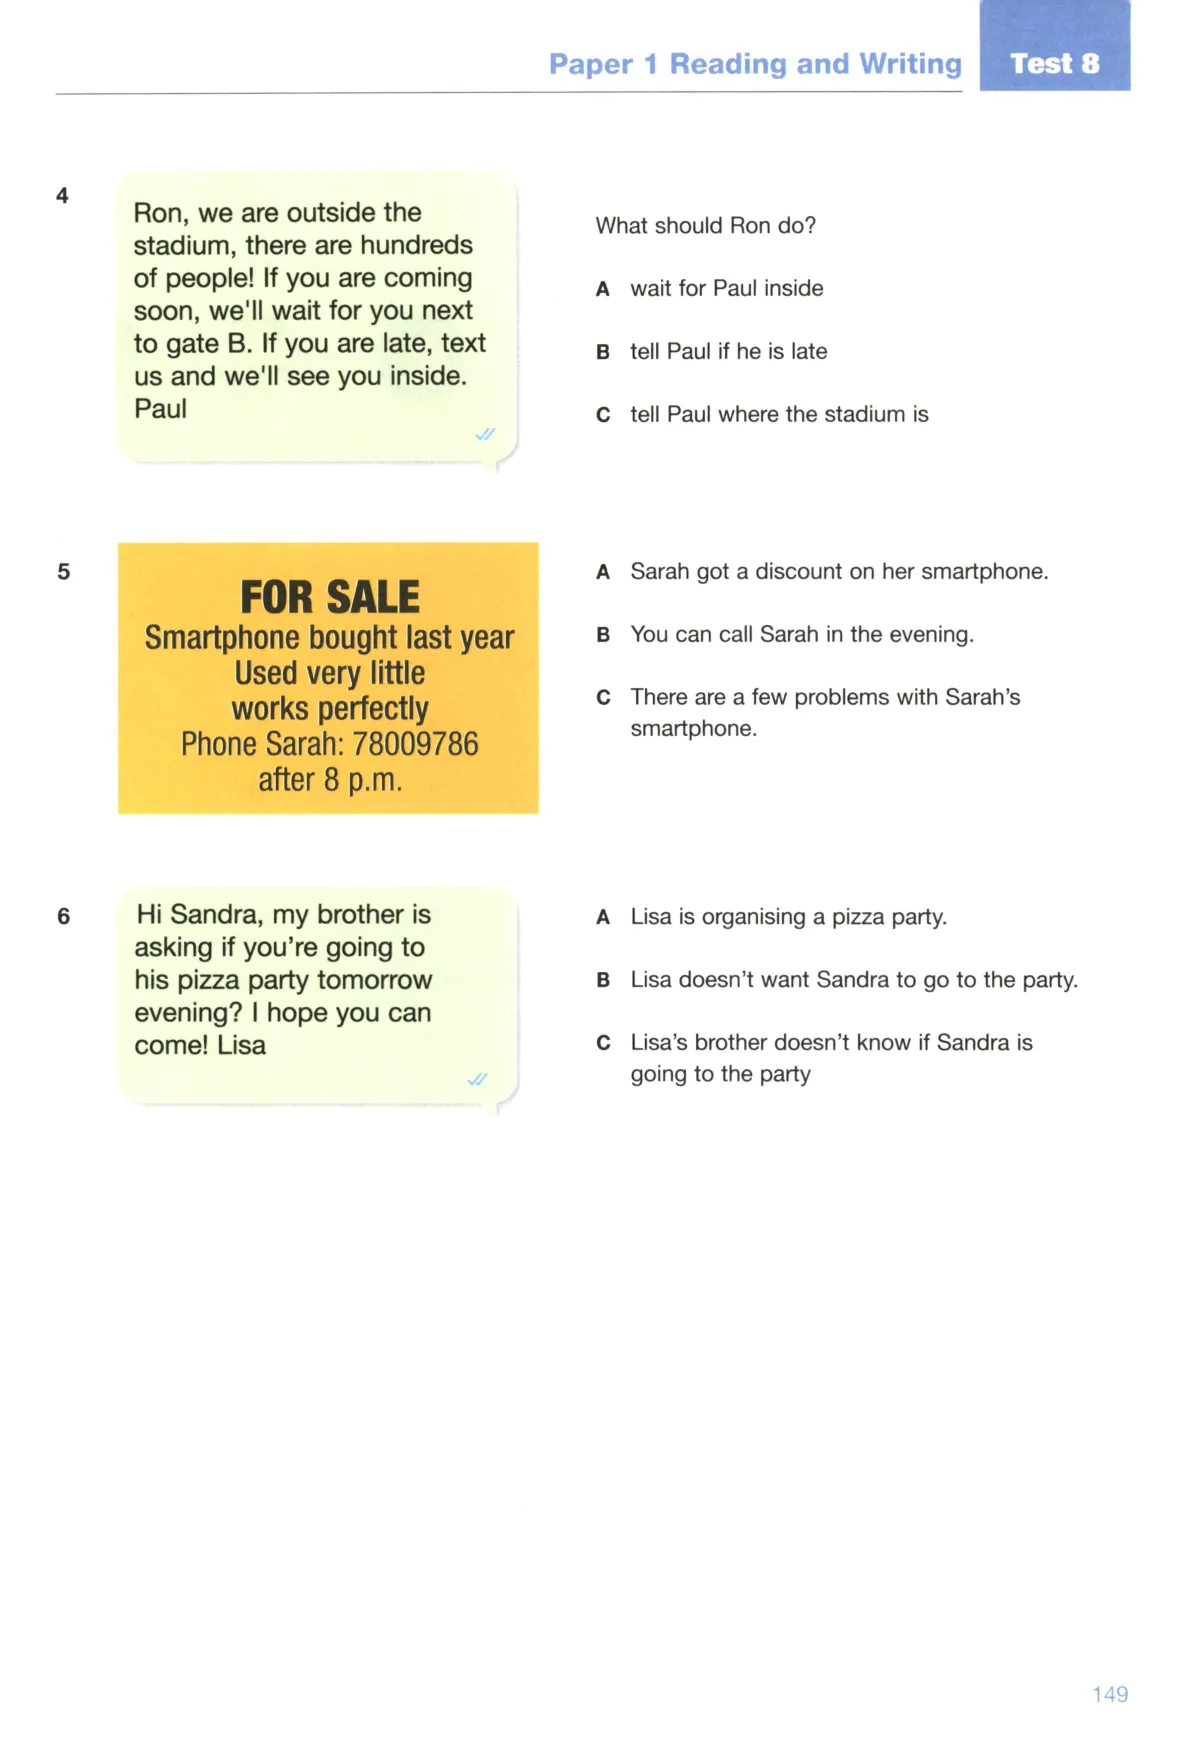 Paper 1 Reading and Writing
Test 8
4
Ron, we are outside the
stadium, there are hundreds
of people! If you are coming
soon, we'll wait for you next
to gate B. If you are late, text
us and we'll see you inside.
Paul
What should Ron do?
A wait for Paul inside
B tell Paul if he is late
C tell Paul where the stadium is
5
FOR SALE
Smartphone bought last year
Used very little
works perfectly
Phone Sarah: 78009786
after 8 p.m.
A Sarah got a discount on her smartphone.
B You can call Sarah in the evening.
C There are a few problems with Sarah’s
smartphone.
6
Hi Sandra, my brother is
asking if you’re going to
his pizza party tomorrow
evening? I hope you can
come! Lisa
A Lisa is organising a pizza party.
B Lisa doesn’t want Sandra to go to the party.
C Lisa’s brother doesn’t know if Sandra is
going to the party
149